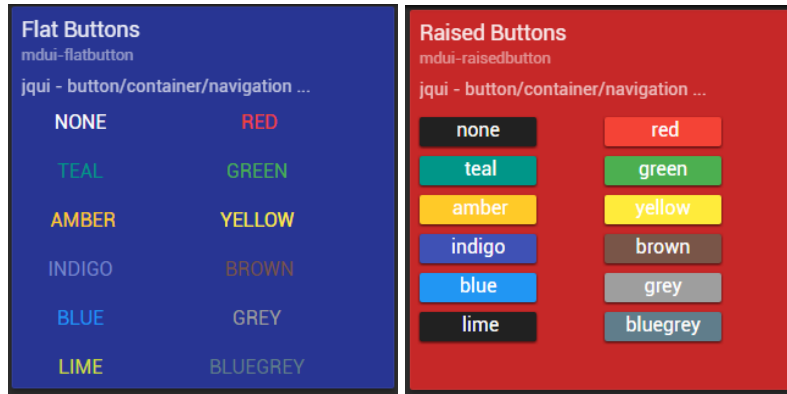 Flat Buttons
mdui-flatbutton
jqui - button/container/navigation ...
NONE RED
TEAL GREEN
AMBER YELLOW
INDIGO BROWN
BLUE GREY
LIME BLUEGREY
Raised Buttons
mdui-raisedbutton
jqui - button/container/navigation ...
none red
teal green
amber yellow
indigo brown
blue grey
lime bluegrey